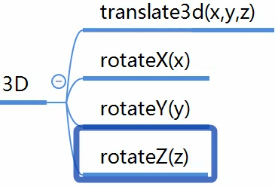 translate3d(x,y,z)
rotateX(x)
3D
rotateY(y)
rotateZ(z)